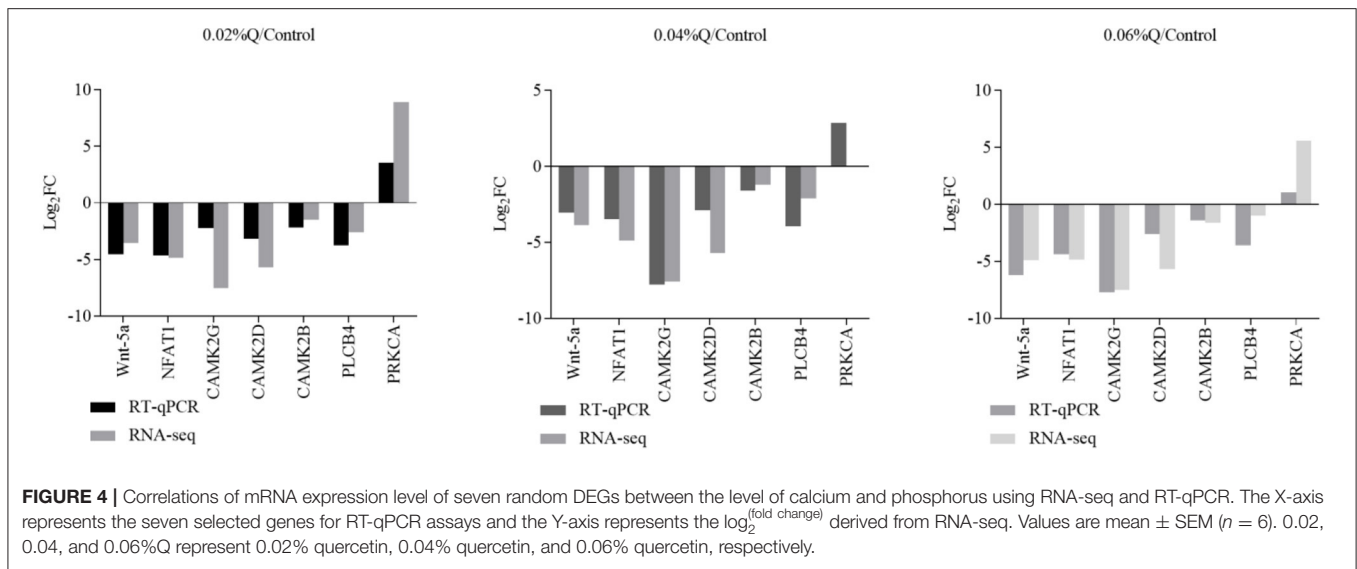 0.02%Q/Control
10
5
0
-5
-10
Log₂FC
Wnt-5a
NFAT1
CAMK2G
CAMK2D
CAMK2B
PLCB4
PRKCA
RT-qPCR
RNA-seq
0.04%Q/Control
5
0
-5
-10
Log₂FC
Wnt-5a
NFAT1
CAMK2G
CAMK2D
CAMK2B
PLCB4
PRKCA
RT-qPCR
RNA-seq
0.06%Q/Control
10
5
0
-5
-10
Log₂FC
Wnt-5a
NFAT1
CAMK2G
CAMK2D
CAMK2B
PLCB4
PRKCA
RT-qPCR
RNA-seq
FIGURE 4 | Correlations of mRNA expression level of seven random DEGs between the level of calcium and phosphorus using RNA-seq and RT-qPCR. The X-axis
represents the seven selected genes for RT-qPCR assays and the Y-axis represents the log₂(fold change) derived from RNA-seq. Values are mean ± SEM (n = 6). 0.02,
0.04, and 0.06%Q represent 0.02% quercetin, 0.04% quercetin, and 0.06% quercetin, respectively.